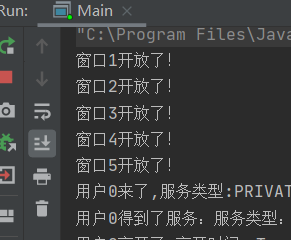 Run: Main ×
"C:\Program Files\Java
窗口1开放了!
窗口2开放了!
窗口3开放了!
窗口4开放了!
窗口5开放了!
用户0来了,服务类型:PRIVAT
用户0得到了服务: 服务类型: